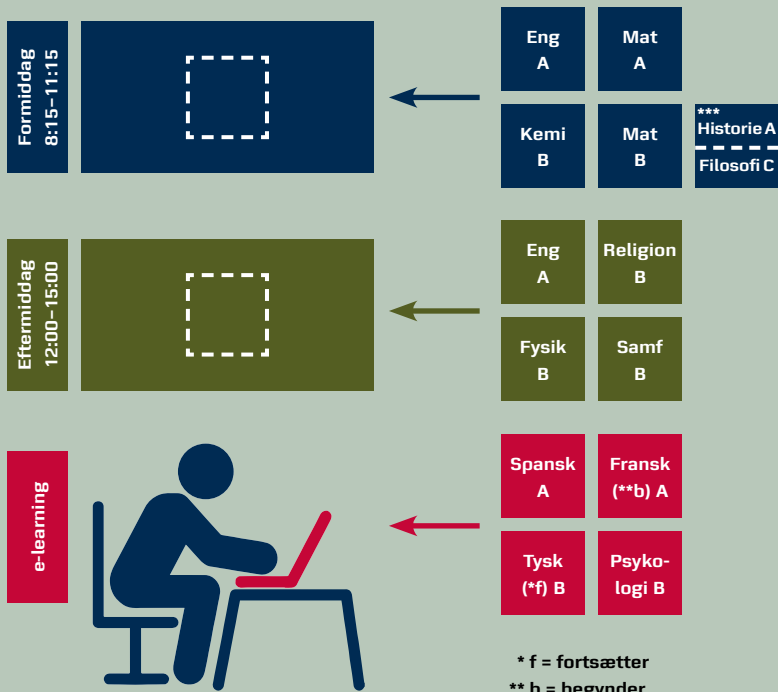 Formiddag
8:15–11:15
Eng
A
Mat
A
Kemi
B
Mat
B
***
Historie A
Filosofi C
Eftermiddag
12:00–15:00
Eng
A
Religion
B
Fysik
B
Samf
B
e-learning
Spansk
A
Fransk
(**b) A
Tysk
(*f) B
Psyko-
logi B
* f = fortsætter
** b = begynder